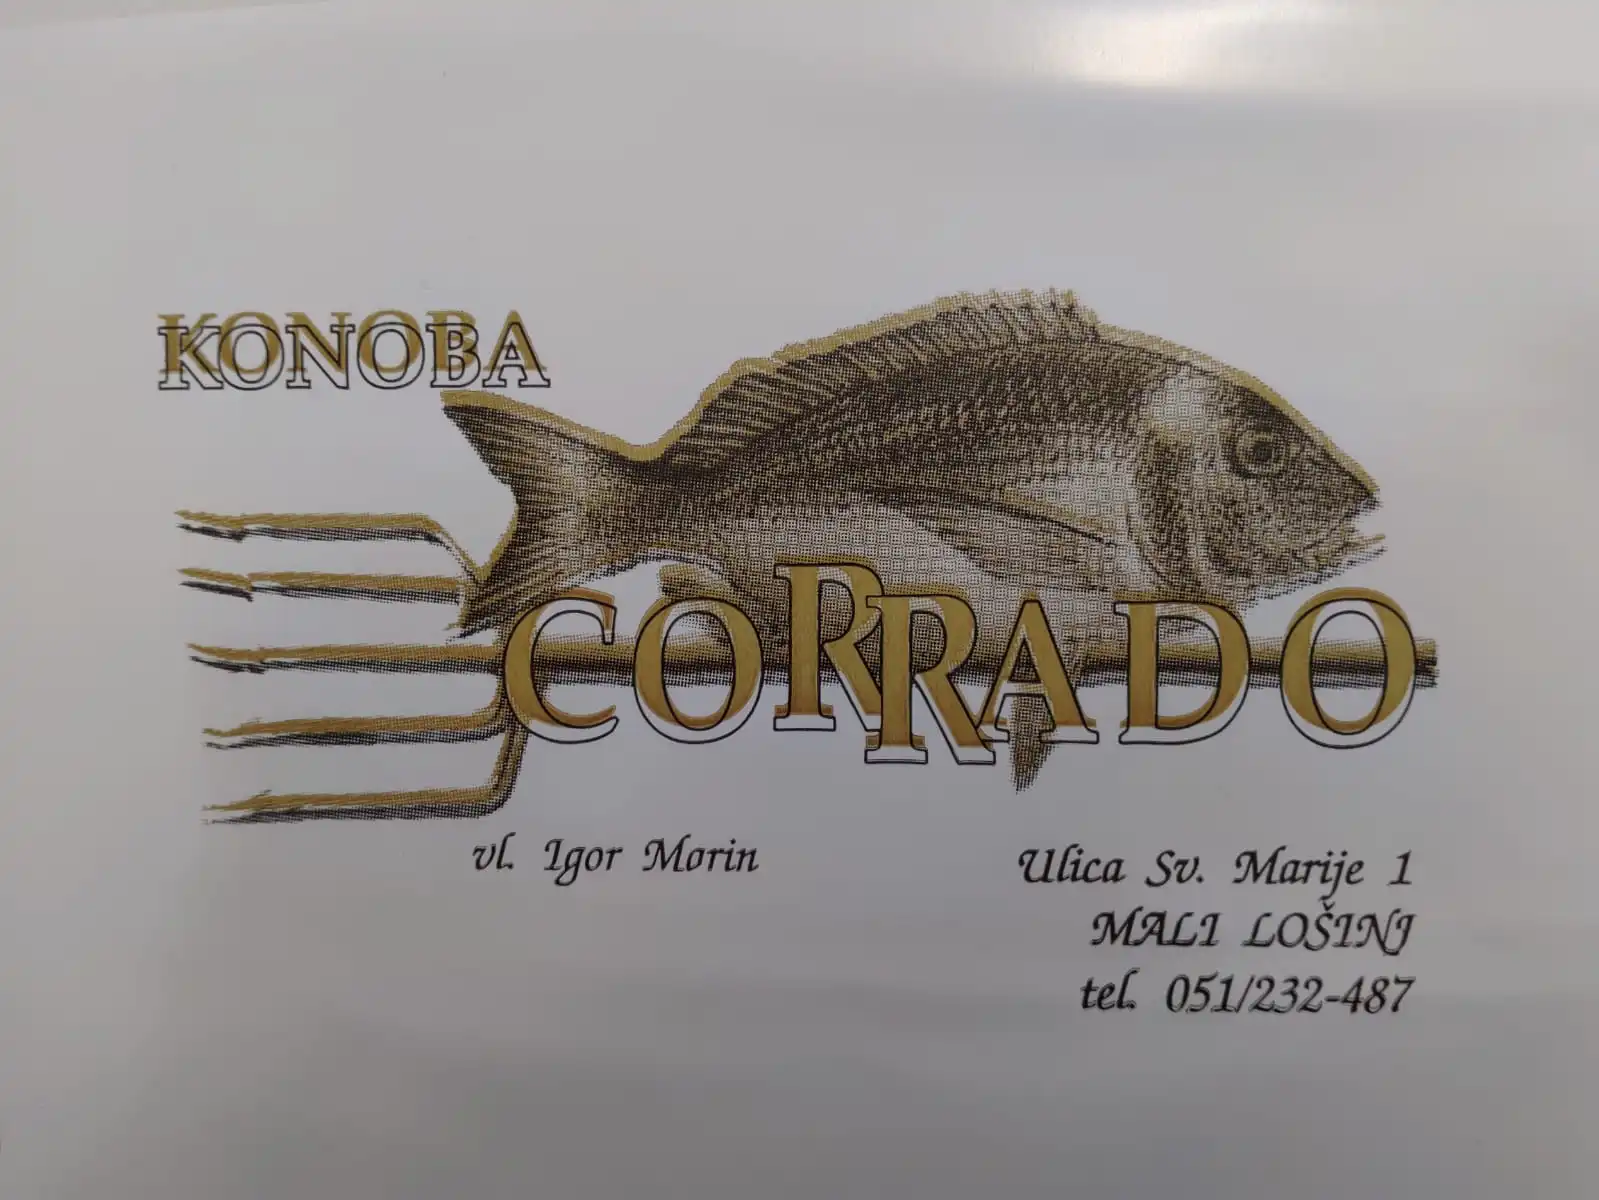 KONOBA
CORRADO
vl. Igor Morin
Ulica Sv. Marije 1
MALI LOŠINJ
tel. 051/232-487